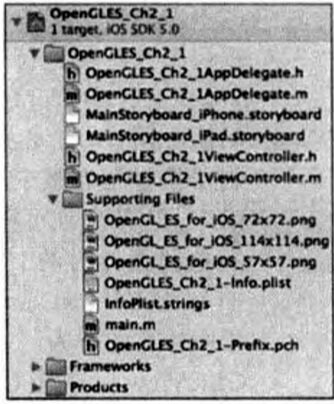 OpenGLES_Ch2_1
1 target, iOS SDK 5.0
OpenGLES_Ch2_1
h OpenGLES_Ch2_1AppDelegate.h
m OpenGLES_Ch2_1AppDelegate.m
MainStoryboard_iPhone.storyboard
MainStoryboard_iPad.storyboard
h OpenGLES_Ch2_1ViewController.h
m OpenGLES_Ch2_1ViewController.m
Supporting Files
OpenGL_ES_for_iOS_72x72.png
OpenGL_ES_for_iOS_114x114.png
OpenGL_ES_for_iOS_57x57.png
OpenGLES_Ch2_1-Info.plist
InfoPlist.strings
m main.m
h OpenGLES_Ch2_1-Prefix.pch
Frameworks
Products